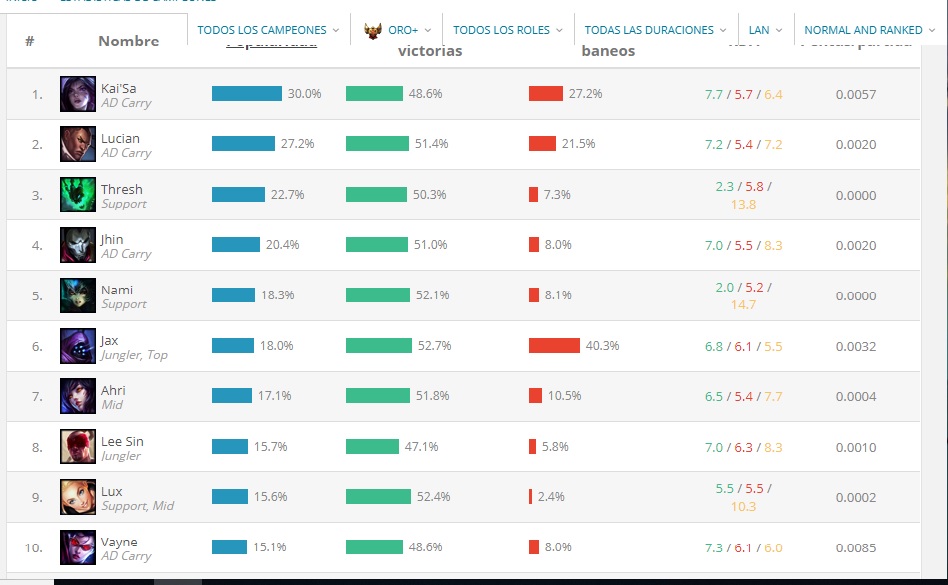 TODOS LOS CAMPEONES
ORO+
TODOS LOS ROLES
TODAS LAS DURACIONES
LAN
NORMAL AND RANKED
# Nombre Popularidad victorias baneos
1. Kai'Sa 30.0% 48.6% 27.2% 7.7 / 5.7 / 6.4 0.0057
AD Carry
2. Lucian 27.2% 51.4% 21.5% 7.2 / 5.4 / 7.2 0.0020
AD Carry
3. Thresh 22.7% 50.3% 7.3% 2.3 / 5.8 / 0.0000
Support 13.8
4. Jhin 20.4% 51.0% 8.0% 7.0 / 5.5 / 8.3 0.0020
AD Carry
5. Nami 18.3% 52.1% 8.1% 2.0 / 5.2 / 0.0000
Support 14.7
6. Jax 18.0% 52.7% 40.3% 6.8 / 6.1 / 5.5 0.0032
Jungler, Top
7. Ahri 17.1% 51.8% 10.5% 6.5 / 5.4 / 7.7 0.0004
Mid
8. Lee Sin 15.7% 47.1% 5.8% 7.0 / 6.3 / 8.3 0.0010
Jungler
9. Lux 15.6% 52.4% 2.4% 5.5 / 5.5 / 0.0002
Support, Mid 10.3
10. Vayne 15.1% 48.6% 8.0% 7.3 / 6.1 / 6.0 0.0085
AD Carry